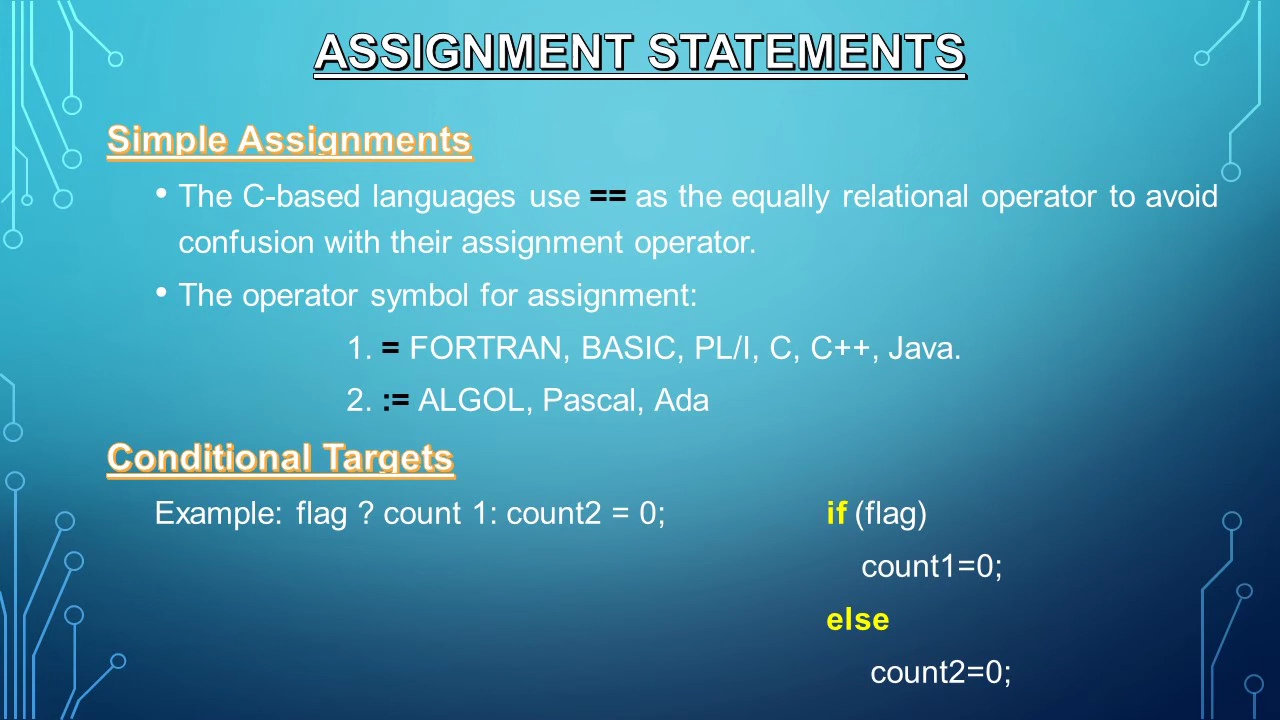 ASSIGNMENT STATEMENTS
Simple Assignments
• The C-based languages use == as the equally relational operator to avoid
confusion with their assignment operator.
• The operator symbol for assignment:
1. = FORTRAN, BASIC, PL/I, C, C++, Java.
2. := ALGOL, Pascal, Ada
Conditional Targets
Example: flag ? count 1: count2 = 0; if (flag)
count1=0;
else
count2=0;